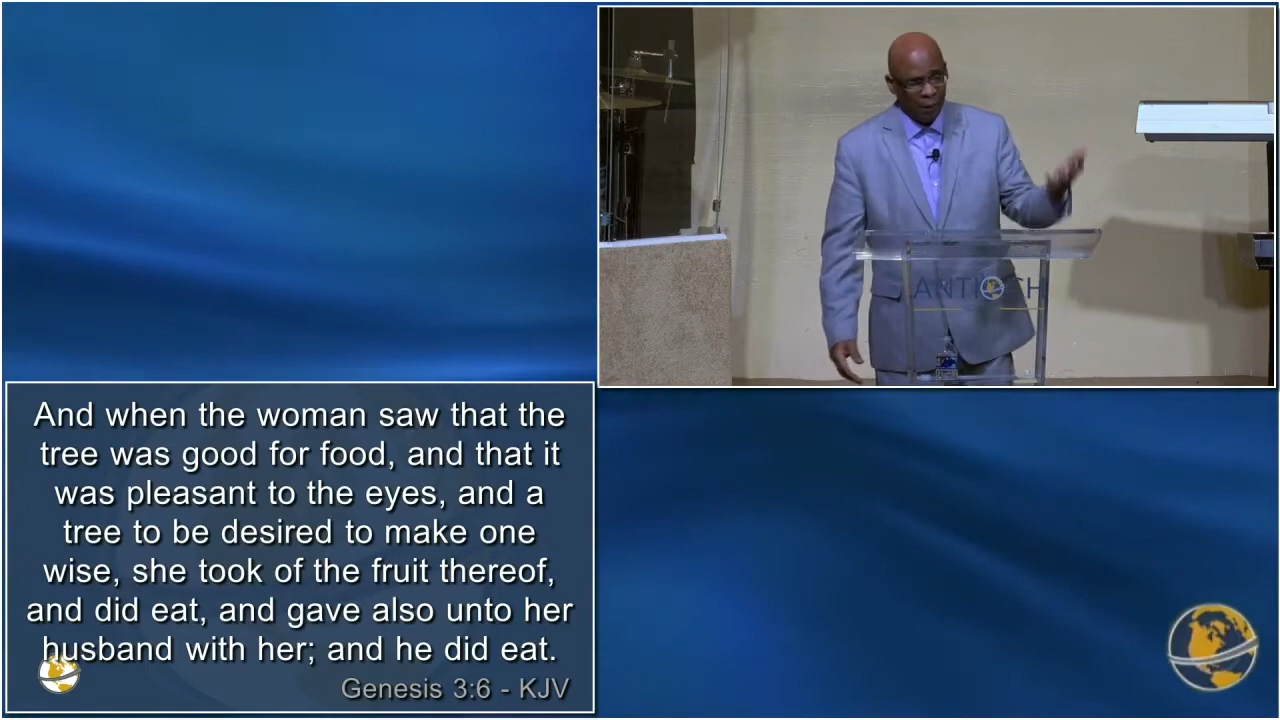 ANTIOCH
And when the woman saw that the
tree was good for food, and that it
was pleasant to the eyes, and a
tree to be desired to make one
wise, she took of the fruit thereof,
and did eat, and gave also unto her
husband with her; and he did eat.
Genesis 3:6 - KJV